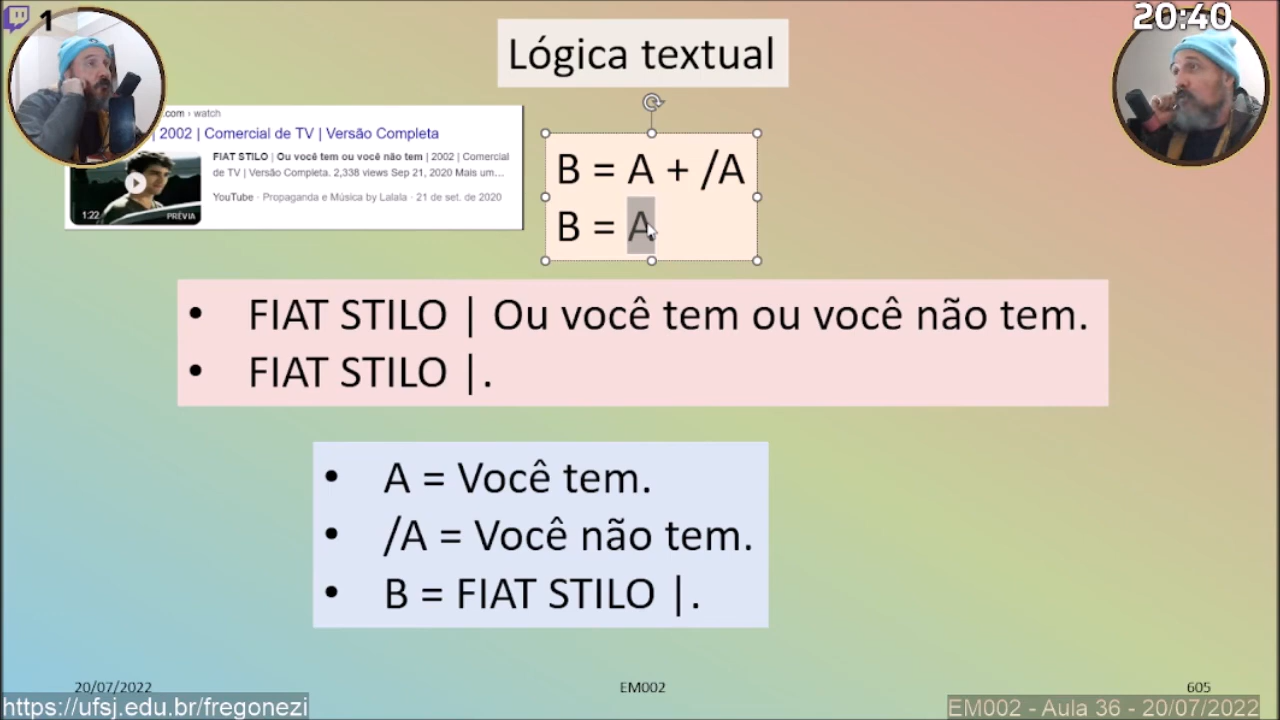 1
20:40
Lógica textual
.com › watch
| 2002 | Comercial de TV | Versão Completa
FIAT STILO | Ou você tem ou você não tem | 2002 | Comercial
de TV | Versão Completa. 2,338 views Sep 21, 2020 Mais um...
YouTube · Propaganda e Música by Lalala · 21 de set. de 2020
1:22
PRÉVIA
B = A + /A
B = A
• FIAT STILO | Ou você tem ou você não tem.
• FIAT STILO |.
• A = Você tem.
• /A = Você não tem.
• B = FIAT STILO |.
20/07/2022
EM002
605
https://ufsj.edu.br/fregonezi
EM002 - Aula 36 - 20/07/2022